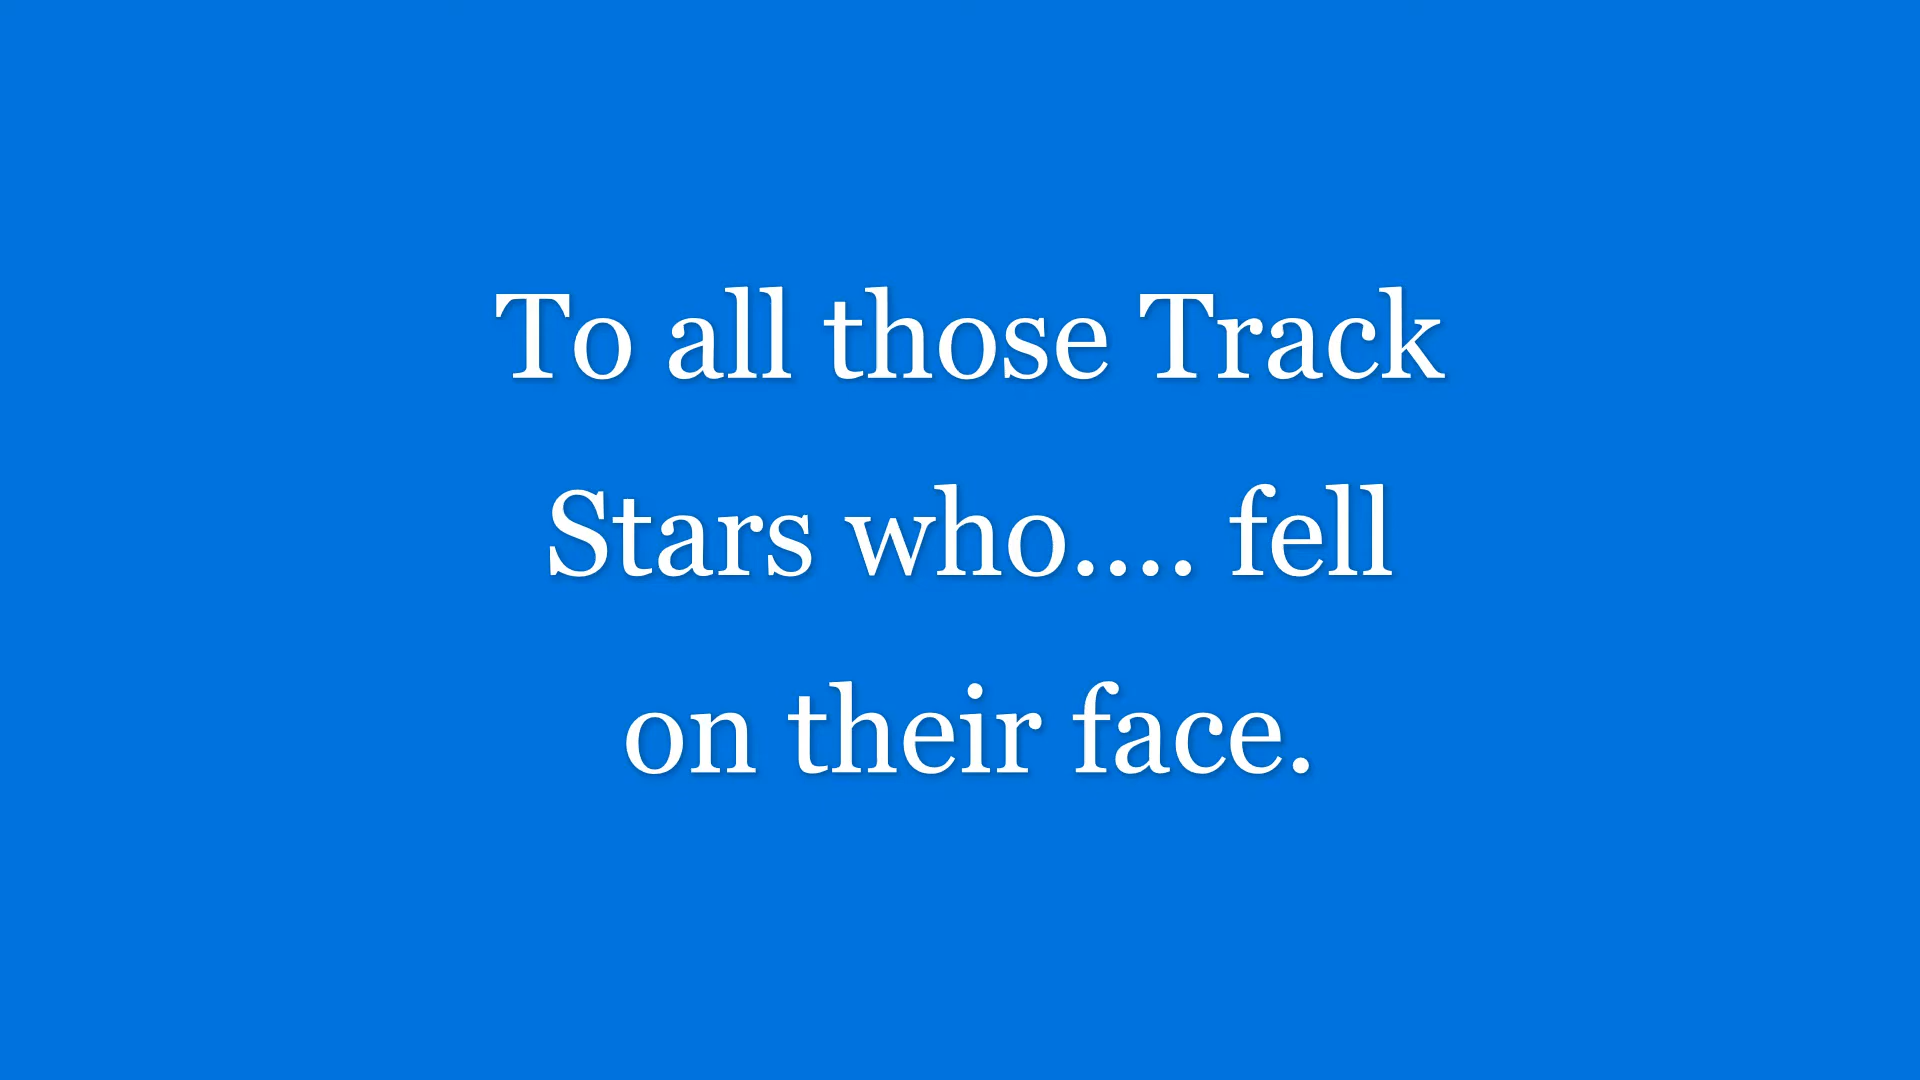 To all those Track
Stars who.... fell
on their face.